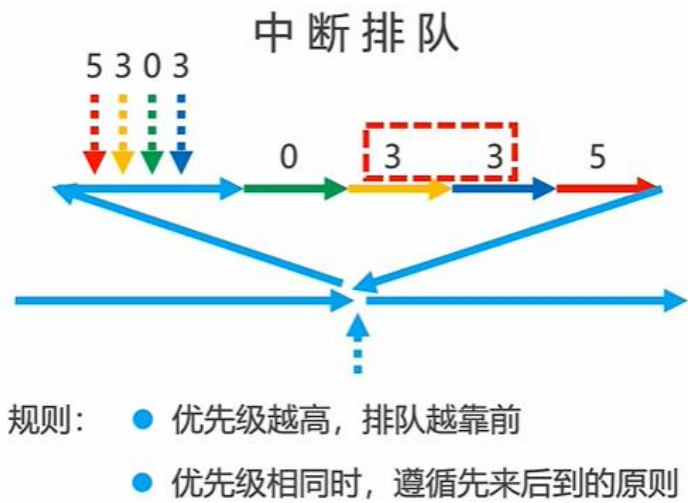 中断排队
5 3 0 3
0 3 3 5
规则： 优先级越高，排队越靠前
优先级相同时，遵循先来后到的原则